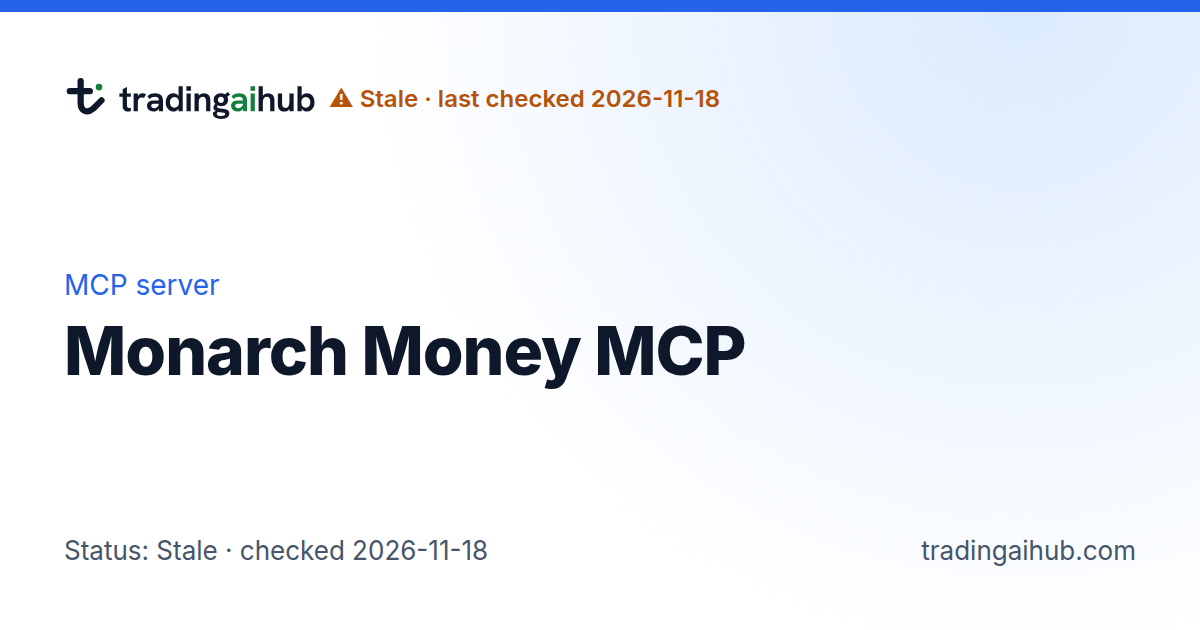 tradingaihub ⚠ Stale · last checked 2026-11-18
MCP server
Monarch Money MCP
Status: Stale · checked 2026-11-18
tradingaihub.com